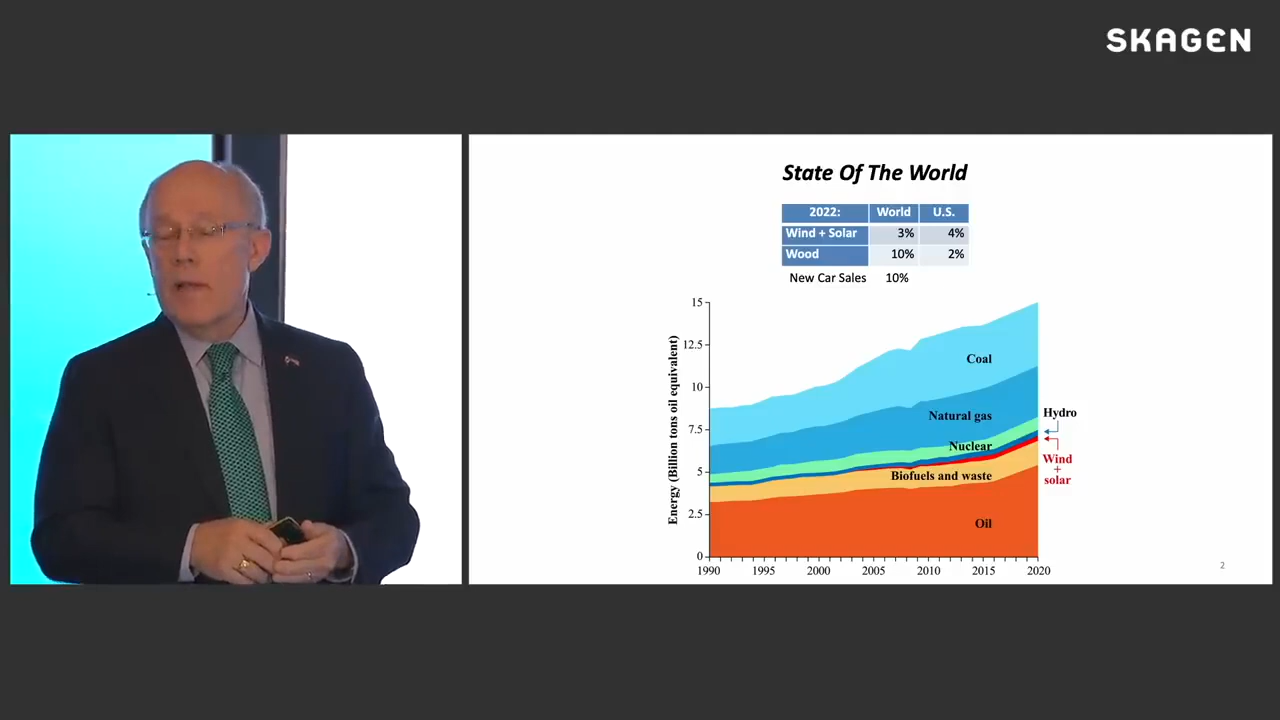 SKAGEN
State Of The World
2022: World U.S.
Wind + Solar 3% 4%
Wood 10% 2%
New Car Sales 10%
Energy (Billion tons oil equivalent)
15
12.5
10
7.5
5
2.5
0
Coal
Natural gas
Nuclear
Biofuels and waste
Oil
Hydro
Wind
+
solar
1990 1995 2000 2005 2010 2015 2020
2